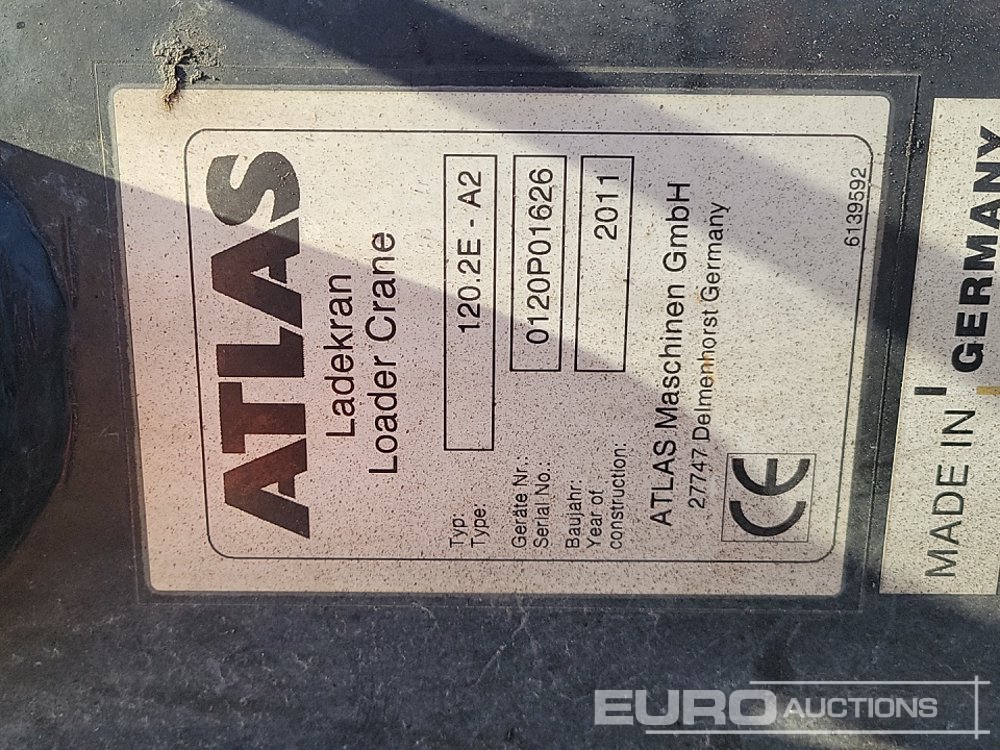 ATLAS
Ladekran
Loader Crane
Typ:
Type:
120.2E - A2
Geräte Nr.:
Serial No.:
0120P01626
Baujahr:
Year of
construction:
2011
ATLAS Maschinen GmbH
27747 Delmenhorst Germany
CE
6139592
MADE IN GERMANY
EURO AUCTIONS